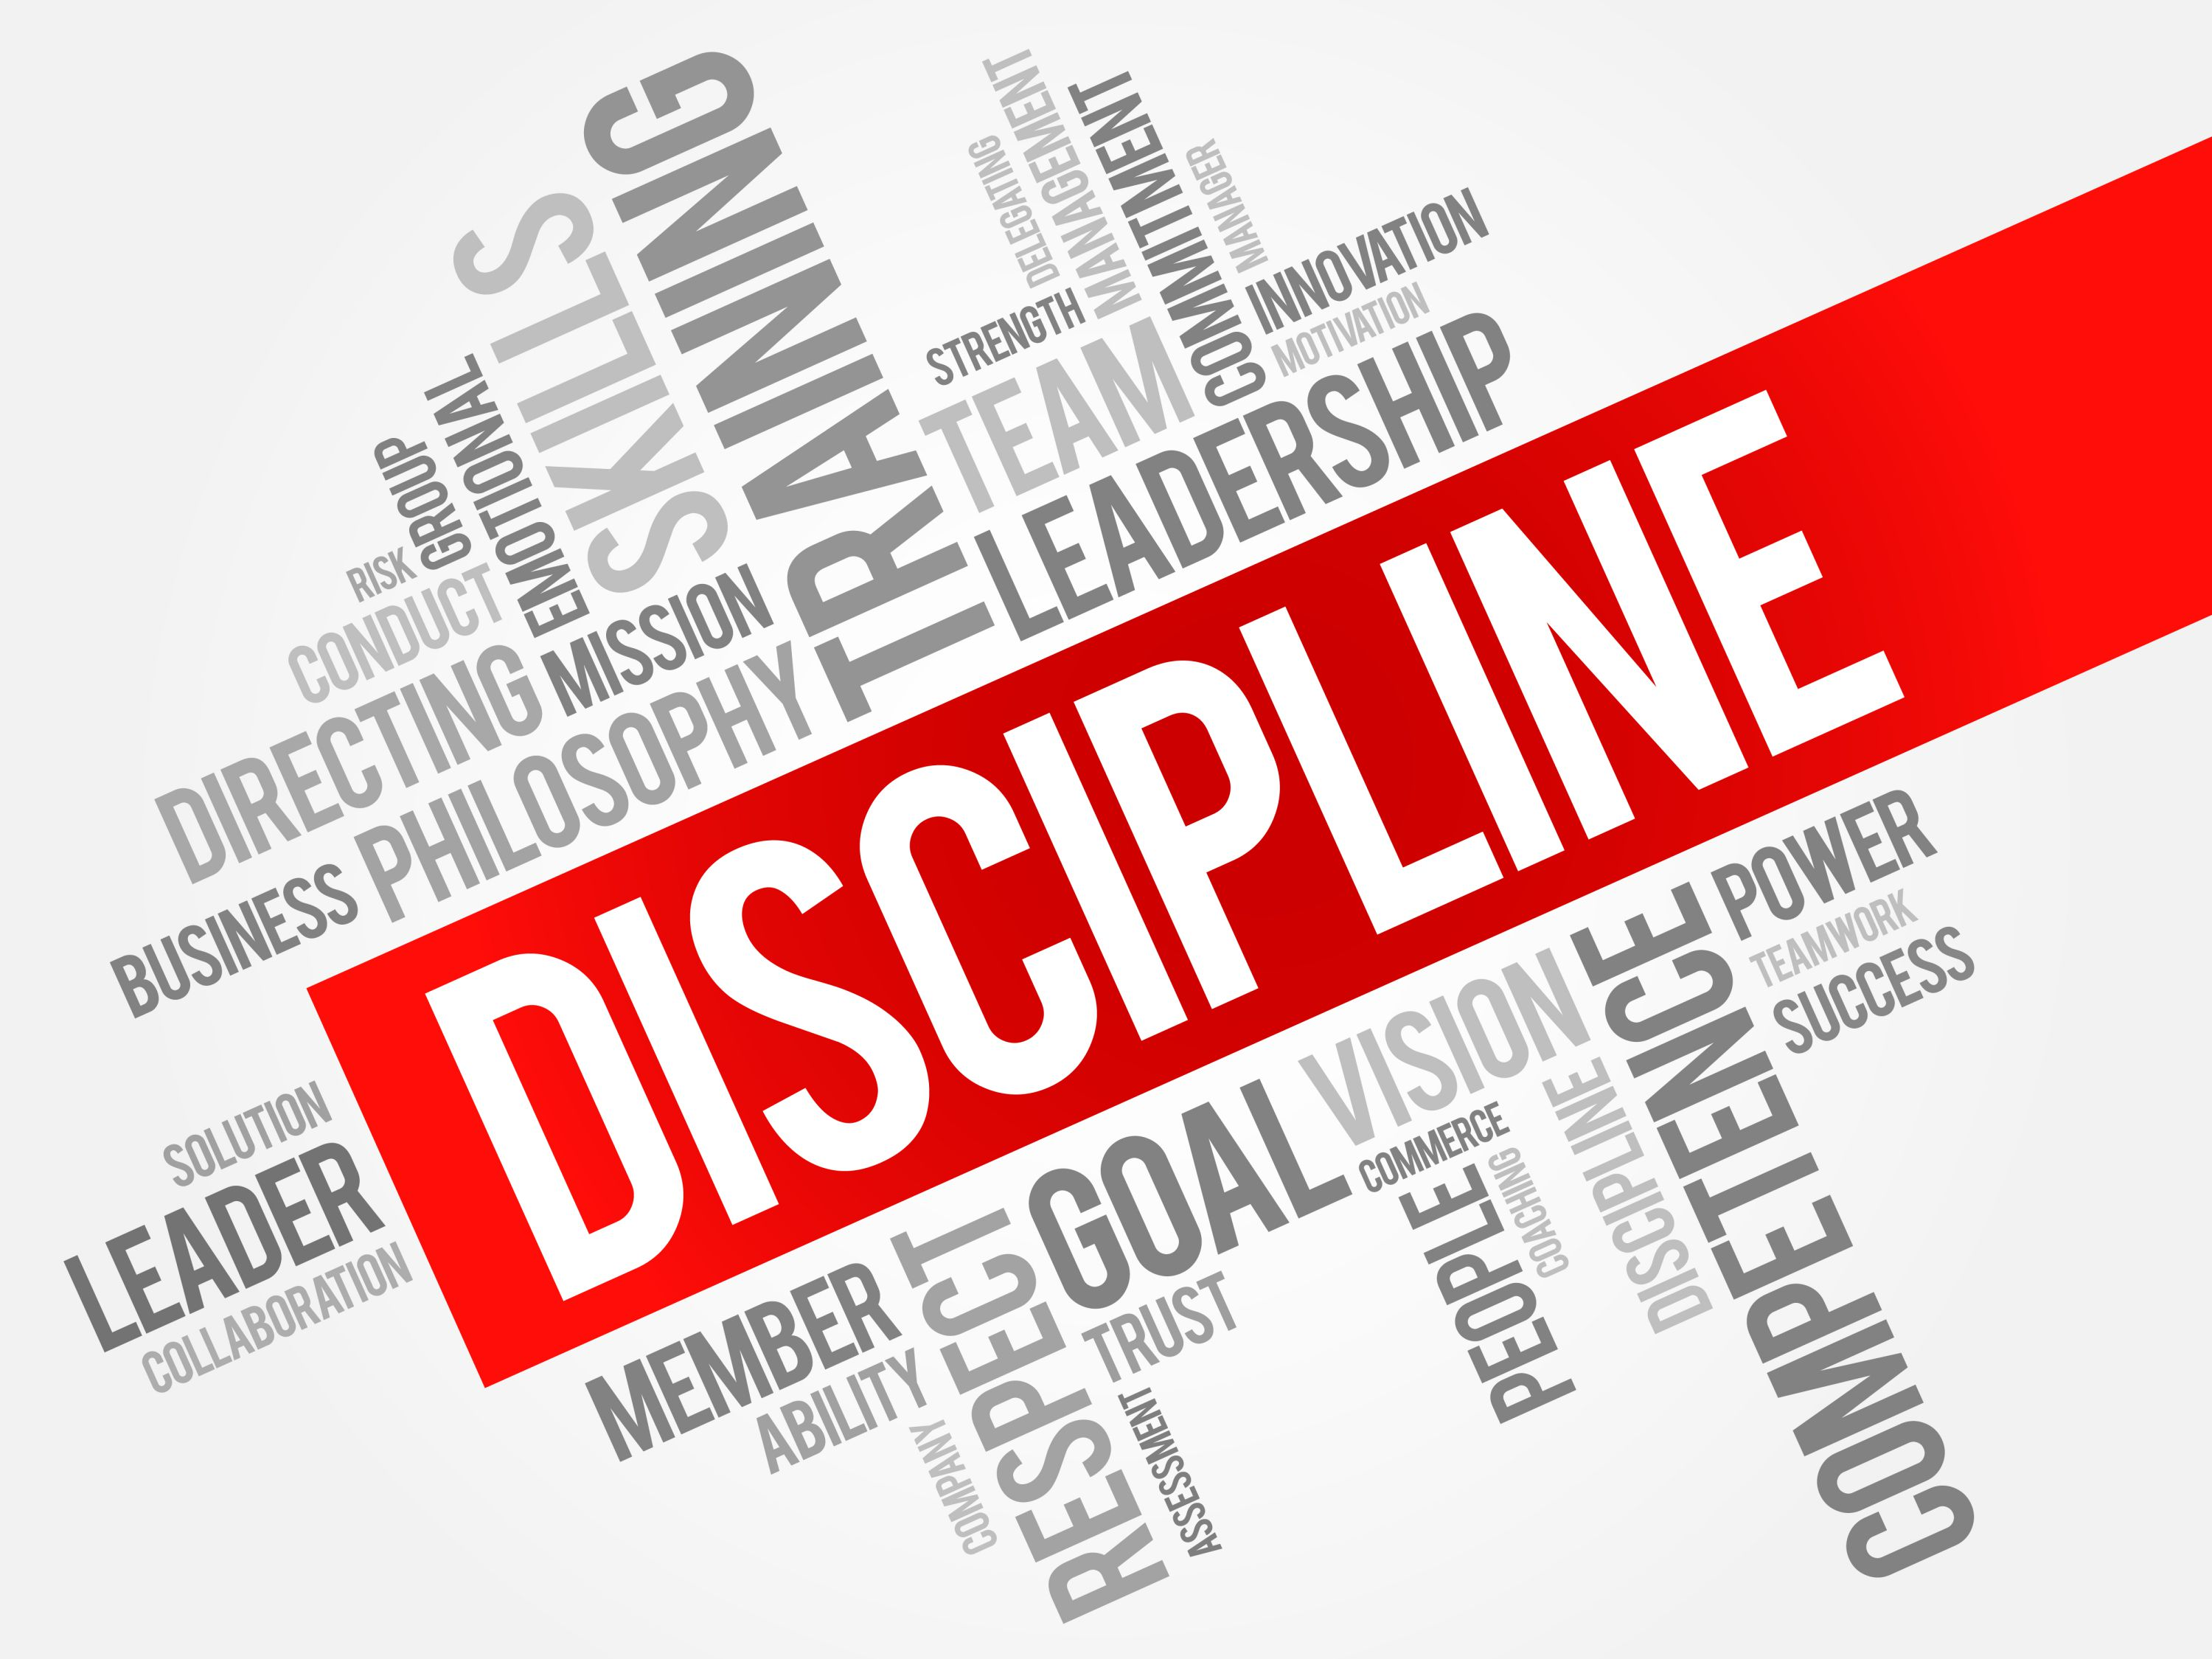 TRAINING
SKILLS
DELEGATING
MANAGEMENT
COMMITMENT
MANAGER
INNOVATION
MOTIVATION
STRENGTH
TEAM
LEADERSHIP
EMOTIONAL
GROUP
RISK
CONDUCT
DIRECTING
MISSION
BUSINESS
PHILOSOPHY
DISCIPLINE
SOLUTION
LEADER
COLLABORATION
MEMBER
ABILITY
COMPANY
RESPECT
GOAL
TRUST
ASSESSMENT
VISION
COMMERCE
PEOPLE
COACHING
DISCIPLINE
COMPETENCE
POWER
TEAMWORK
SUCCESS